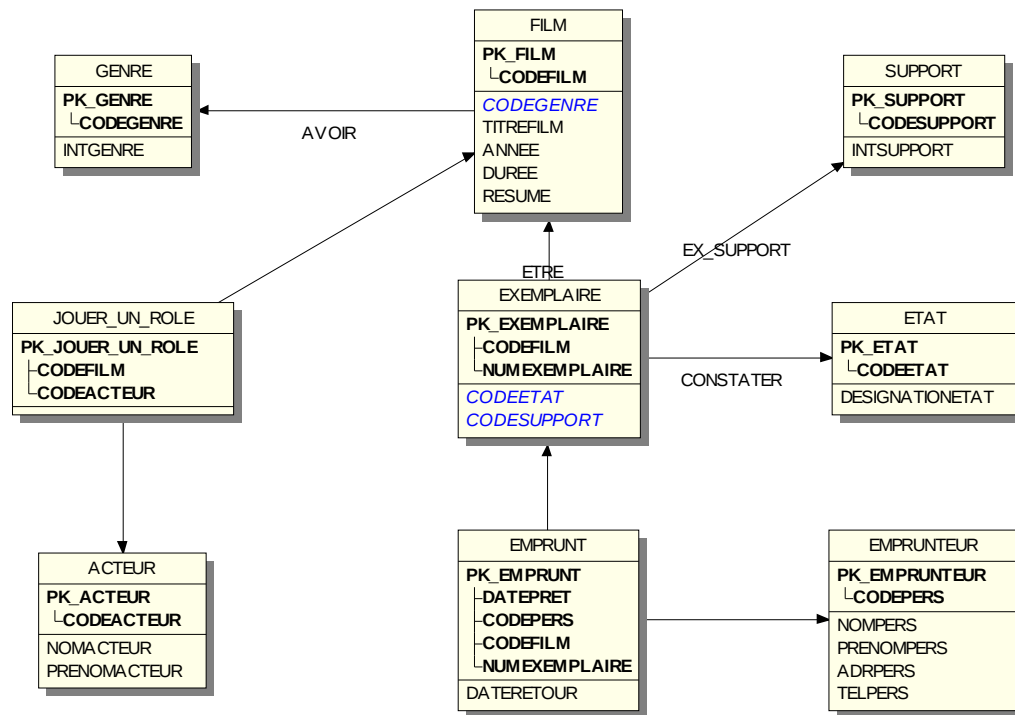 FILM
PK_FILM
CODEFILM
CODEGENRE
TITREFILM
ANNEE
DUREE
RESUME
GENRE
PK_GENRE
CODEGENRE
INTGENRE
AVOIR
SUPPORT
PK_SUPPORT
CODESUPPORT
INTSUPPORT
EX_SUPPORT
ETRE
EXEMPLAIRE
PK_EXEMPLAIRE
CODEFILM
NUMEXEMPLAIRE
CODEETAT
CODESUPPORT
JOUER_UN_ROLE
PK_JOUER_UN_ROLE
CODEFILM
CODEACTEUR
ETAT
PK_ETAT
CODEETAT
DESIGNATIONETAT
CONSTATER
ACTEUR
PK_ACTEUR
CODEACTEUR
NOMACTEUR
PRENOMACTEUR
EMPRUNT
PK_EMPRUNT
DATEPRET
CODEPERS
CODEFILM
NUMEXEMPLAIRE
DATERETOUR
EMPRUNTEUR
PK_EMPRUNTEUR
CODEPERS
NOMPERS
PRENOMPERS
ADRPERS
TELPERS